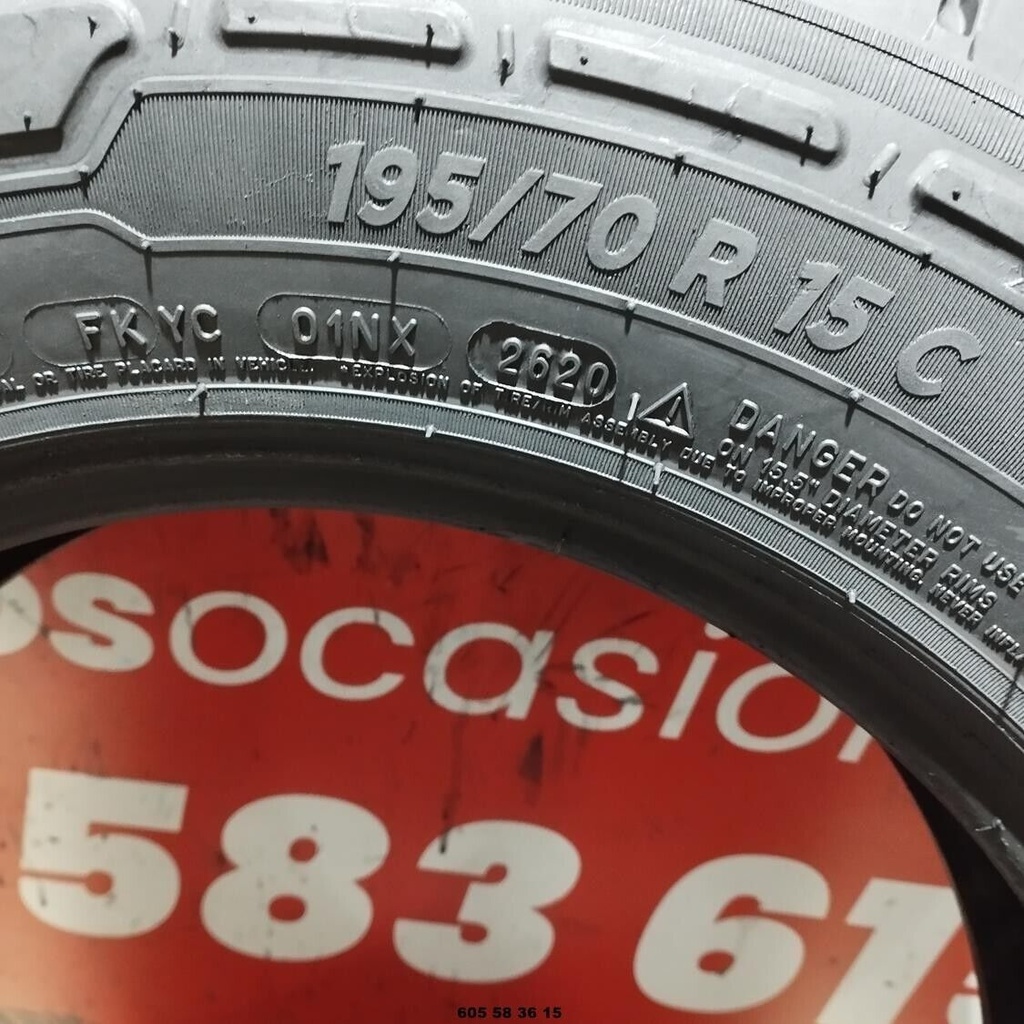 195/70 R 15 C
FKYC 01NX 2620
DANGER DO NOT USE
ON 15.5" DIAMETER RIMS
OR TIRE PLACARD IN VEHICLE. *EXPLOSION OF TIRE/RIM ASSEMBLY DUE TO IMPROPER MOUNTING. NEVER
osocasio
583 61
605 58 36 15